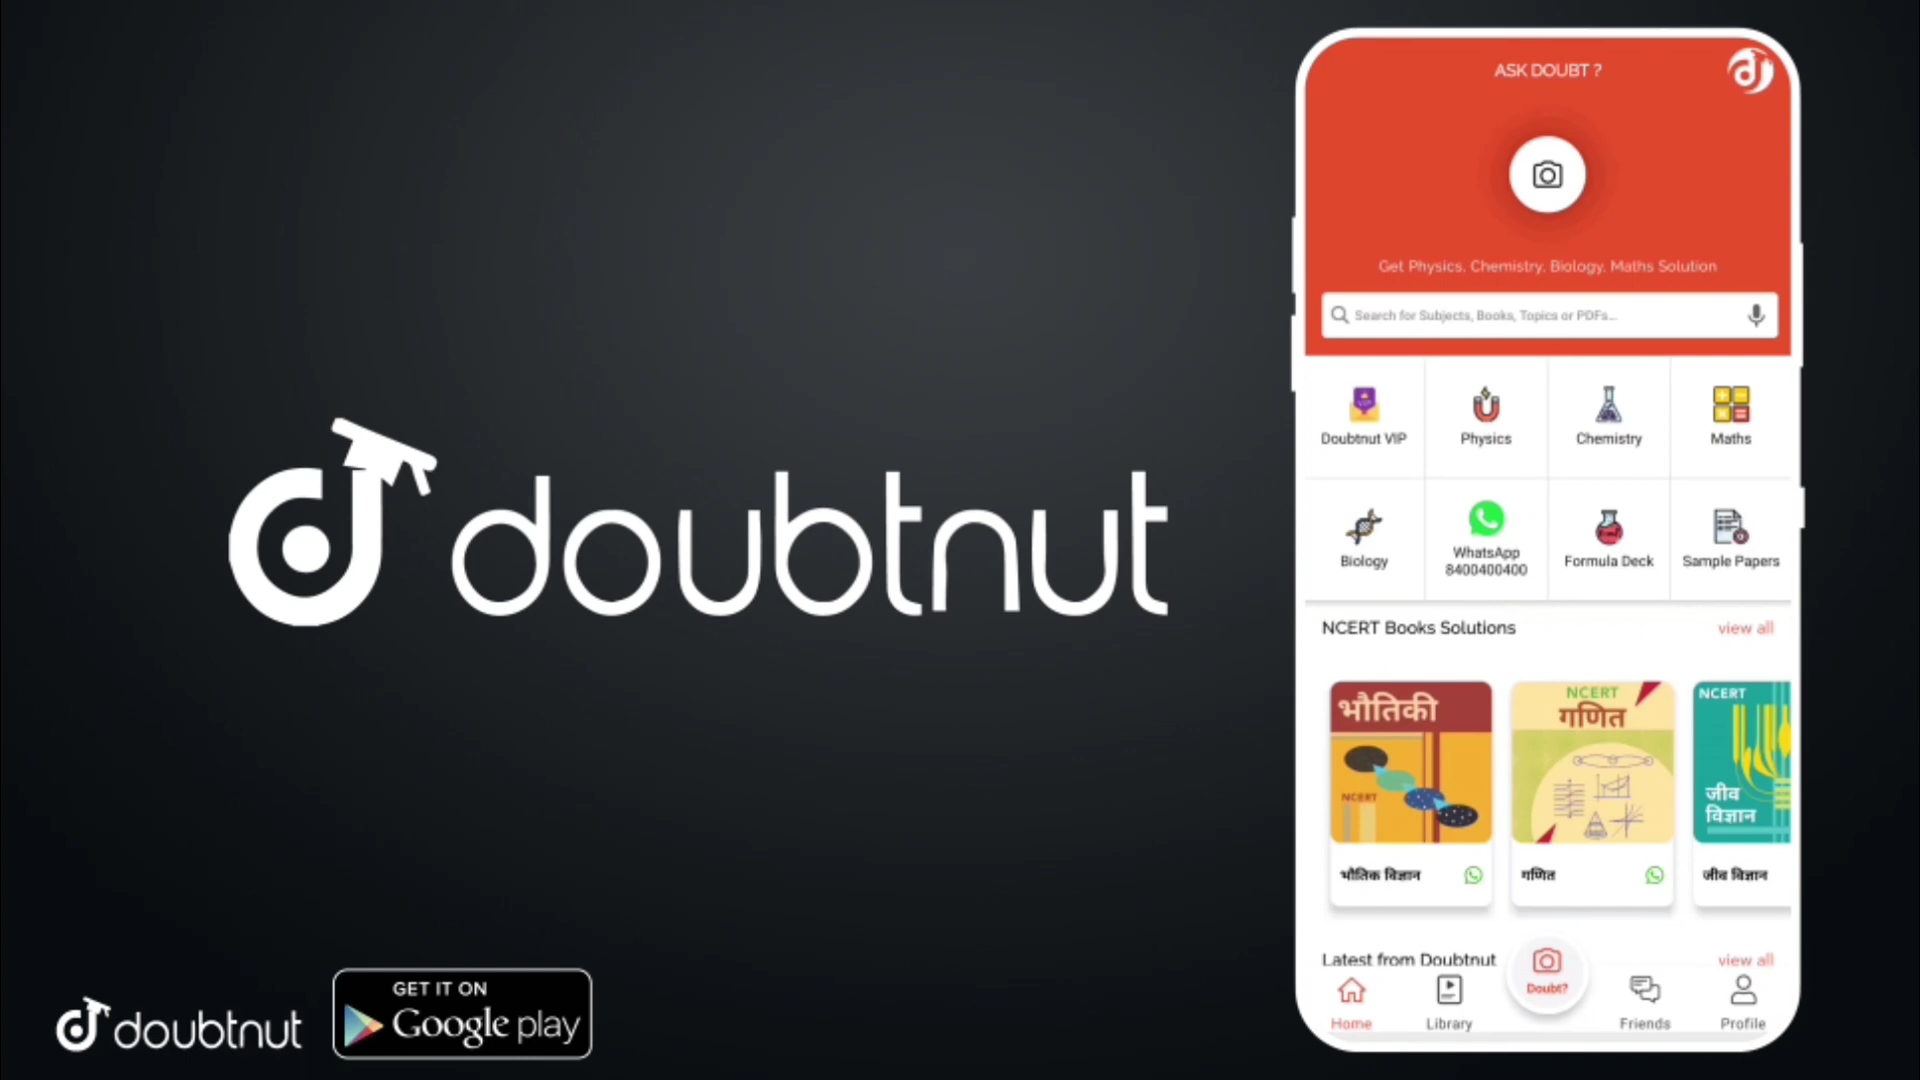 doubtnut
doubtnut
GET IT ON
Google play
ASK DOUBT ?
Get Physics, Chemistry, Biology, Maths Solution
Search for Subjects, Books, Topics or PDFs...
Doubtnut VIP
Physics
Chemistry
Maths
Biology
WhatsApp
8400400400
Formula Deck
Sample Papers
NCERT Books Solutions
view all
भौतिकी
NCERT
भौतिक विज्ञान
NCERT
गणित
गणित
NCERT
जीव
विज्ञान
जीव विज्ञान
Latest from Doubtnut
view all
Home
Library
Doubt?
Friends
Profile